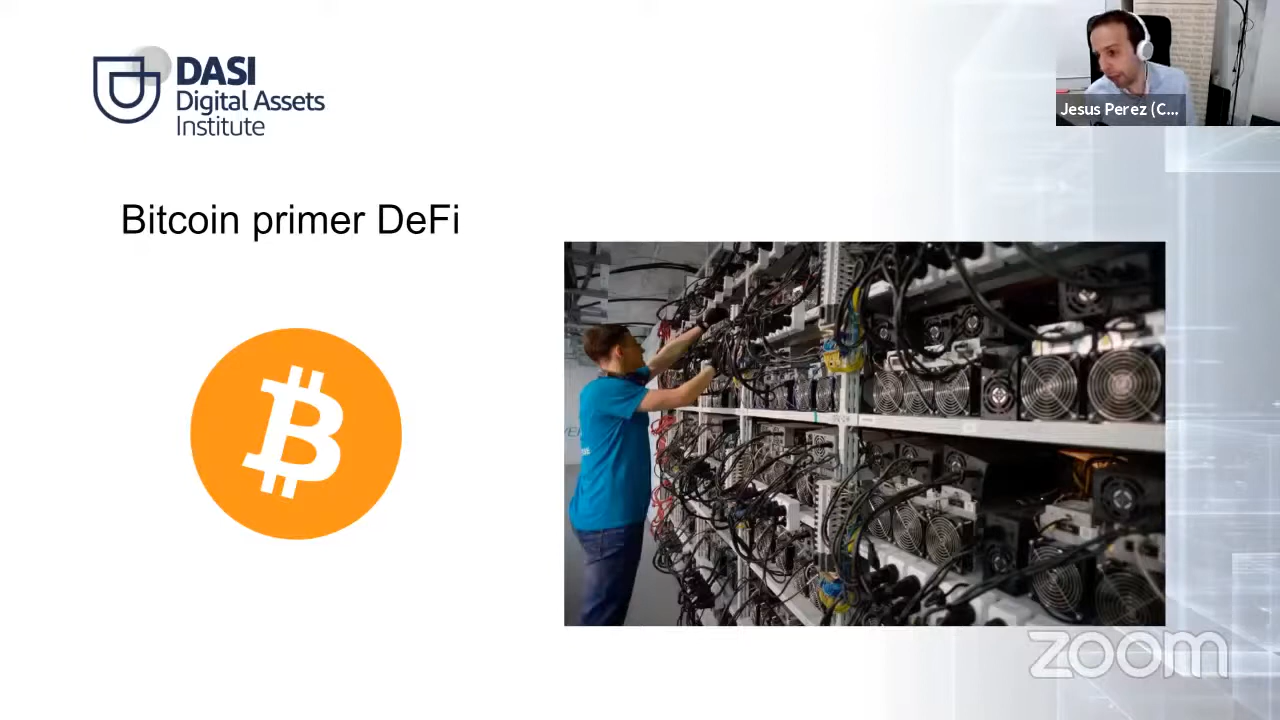 DASI
Digital Assets
Institute
Jesus Perez (C...
Bitcoin primer DeFi
zoom